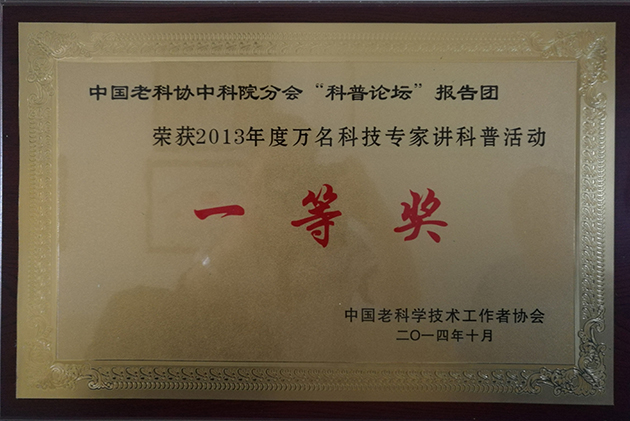 中国老科协中科院分会“科普论坛”报告团
荣获2013年度万名科技专家讲科普活动
一等奖
中国老科学技术工作者协会
二〇一四年十月